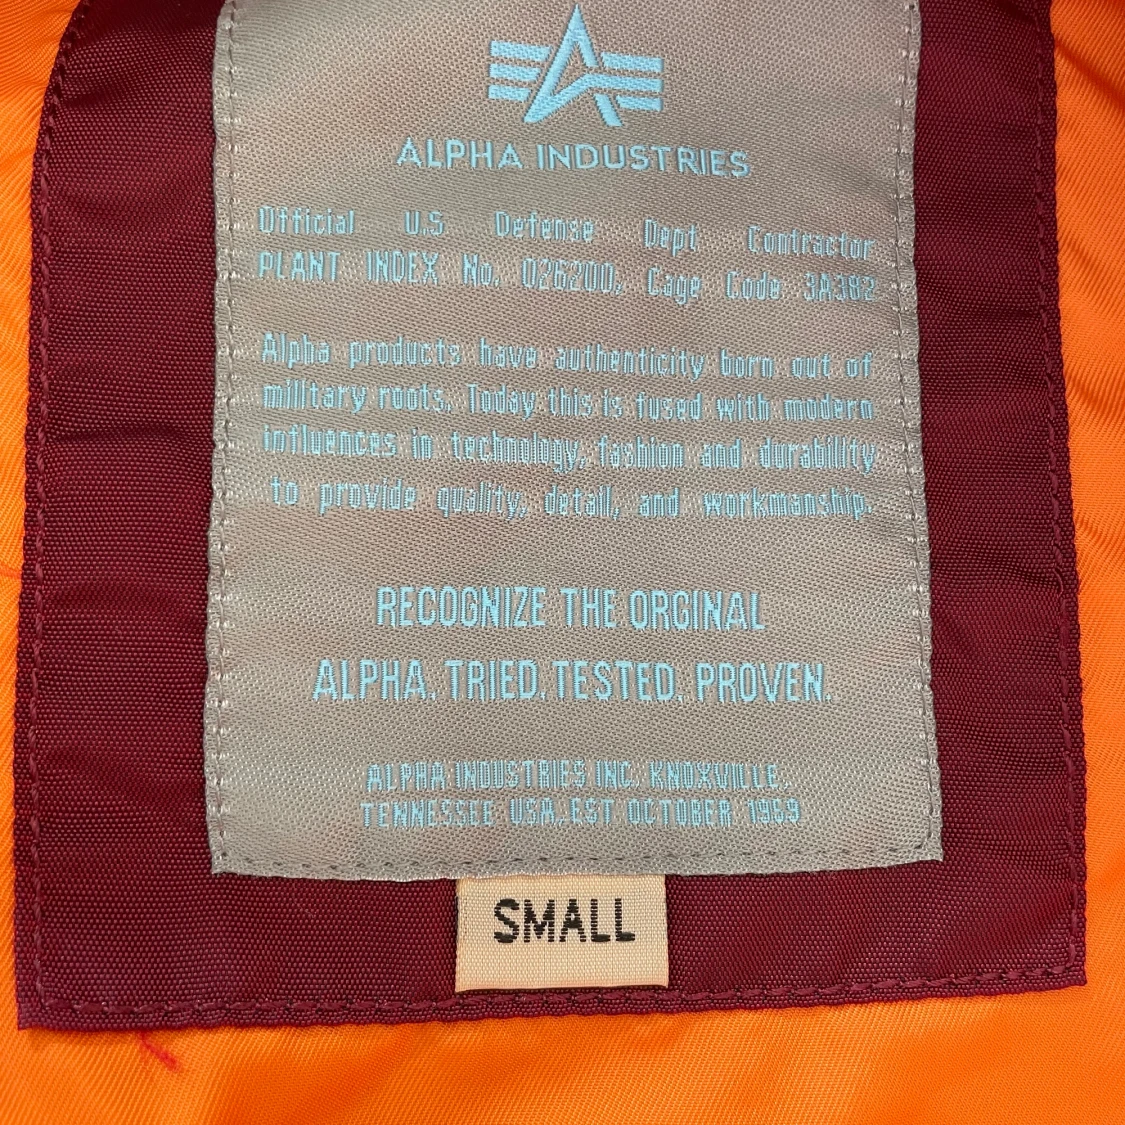 ALPHA INDUSTRIES
Official U.S Defense Dept Contractor
PLANT INDEX No. 026200, Cage Code 3A382
Alpha products have authenticity born out of
military roots. Today this is fused with modern
influences in technology, fashion and durability
to provide quality, detail, and workmanship.
RECOGNIZE THE ORGINAL
ALPHA. TRIED. TESTED. PROVEN.
ALPHA INDUSTRIES INC. KNOXVILLE,
TENNESSEE USA. EST OCTOBER 1959
SMALL